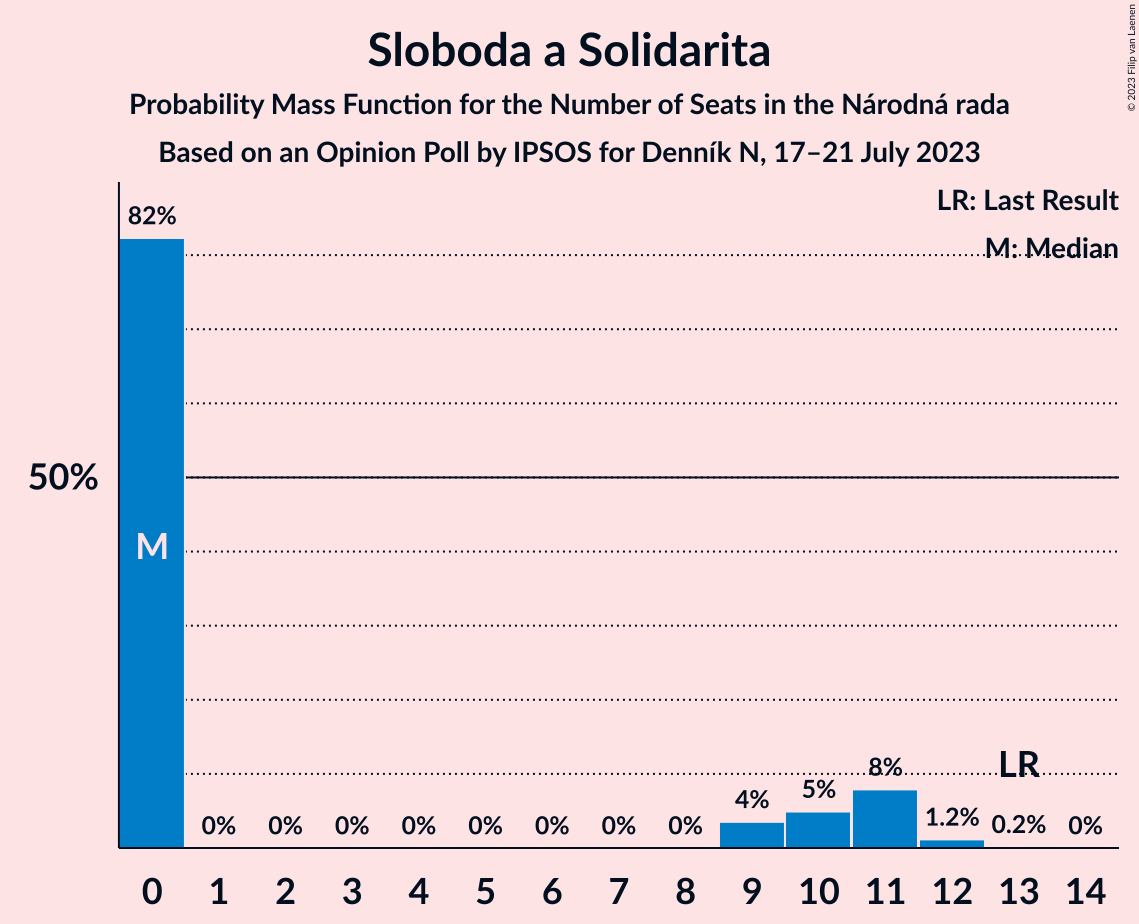 Sloboda a Solidarita
Probability Mass Function for the Number of Seats in the Národná rada
Based on an Opinion Poll by IPSOS for Denník N, 17–21 July 2023
© 2023 Filip van Laenen
LR: Last Result
M: Median
82%
50%
M
LR
0% 0% 0% 0% 0% 0% 0% 0% 4% 5% 8% 1.2% 0.2% 0%
0 1 2 3 4 5 6 7 8 9 10 11 12 13 14